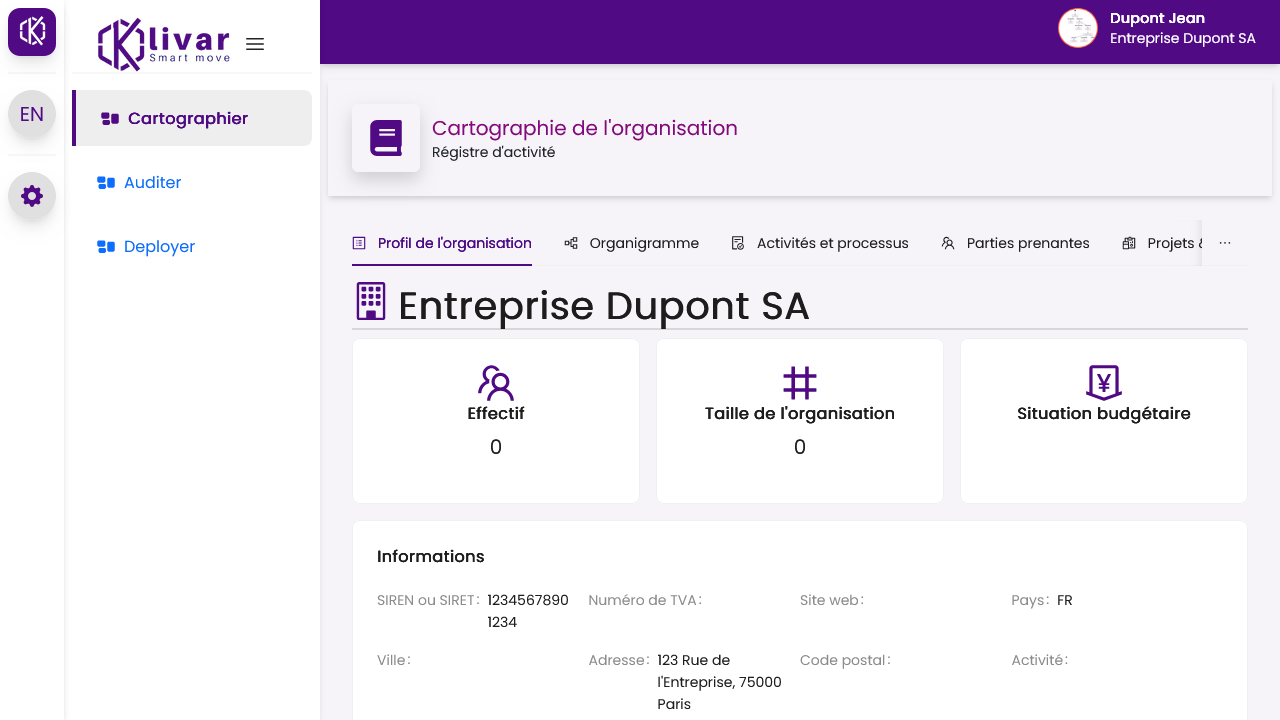 EN
Klivar
Smart move
Cartographier
Auditer
Deployer
Dupont Jean
Entreprise Dupont SA
Cartographie de l'organisation
Régistre d'activité
Profil de l'organisation
Organigramme
Activités et processus
Parties prenantes
Projets &
Entreprise Dupont SA
Effectif
0
Taille de l'organisation
0
Situation budgétaire
Informations
SIREN ou SIRET: 1234567890
1234
Numéro de TVA:
Site web:
Pays: FR
Ville:
Adresse: 123 Rue de
l'Entreprise, 75000
Paris
Code postal:
Activité: